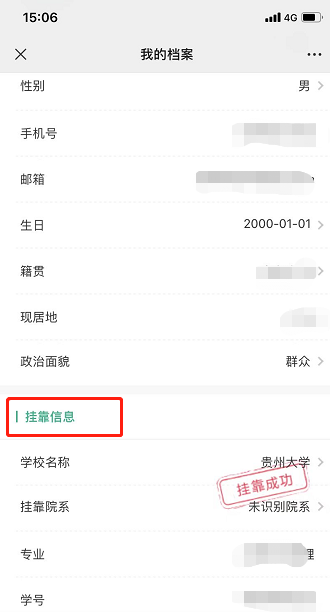 15:06
4G
我的档案
性别
男
手机号
邮箱
生日
2000-01-01
籍贯
现居地
政治面貌
群众
挂靠信息
学校名称
贵州大学
挂靠成功
挂靠院系
未识别院系
专业
理
学号